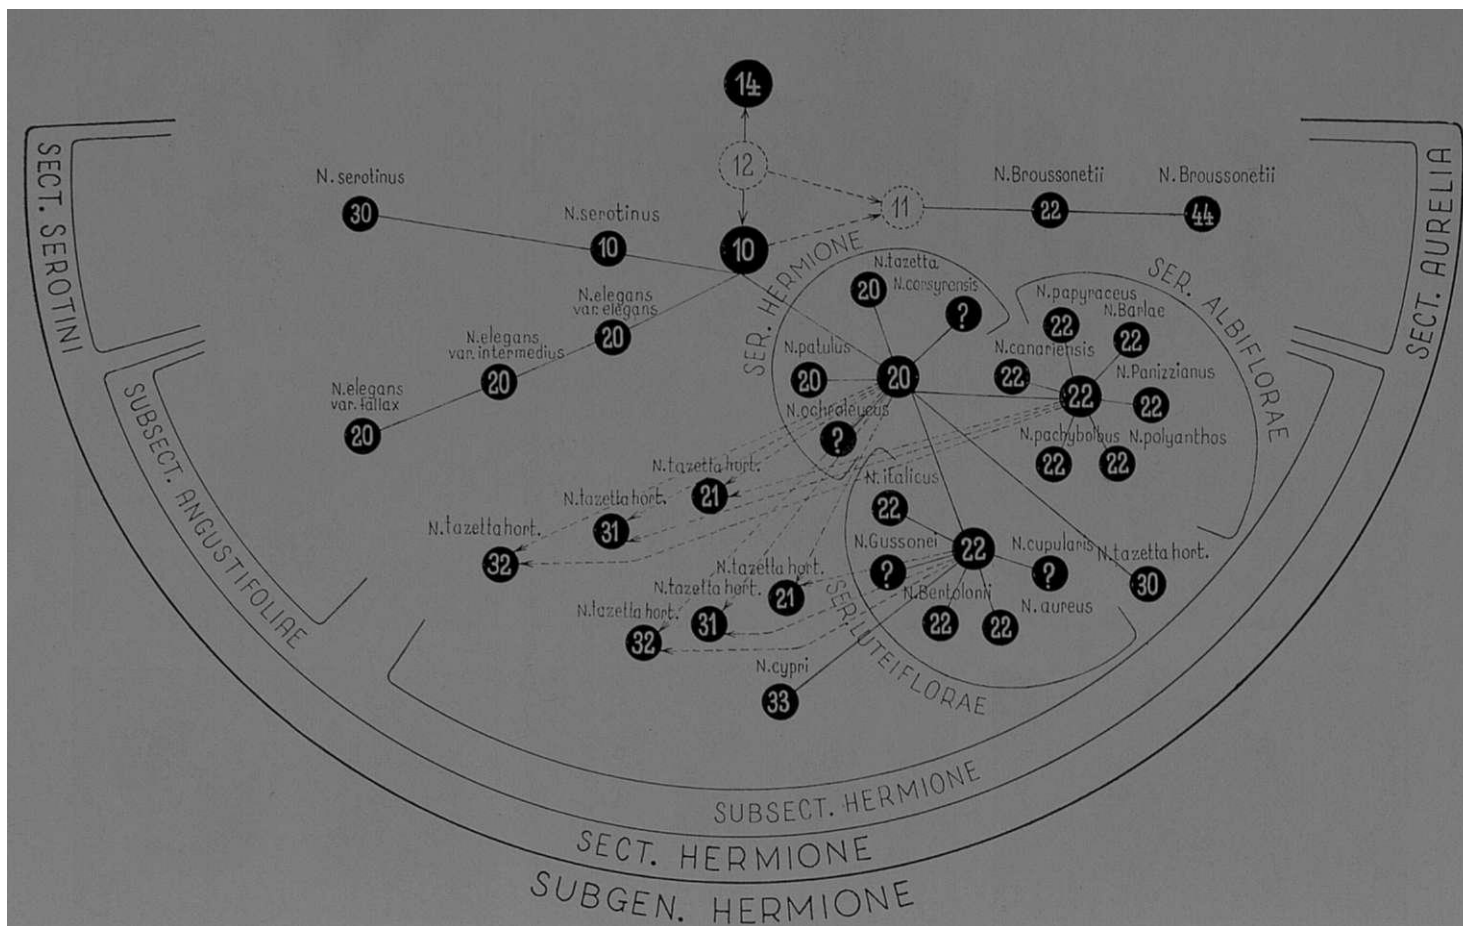 14
12
N. serotinus
30
N. serotinus
10
10
11
N. Broussonetii
22
N. Broussonetii
44
SECT. SEROTINI
SECT. AURELIA
SER. HERMIONE
N. tazetta
20
N. corsyrensis
?
N. patulus
20
20
N. ochroleucus
?
SER. ALBIFLORAE
N. papyraceus
22
N. Barlae
22
N. canariensis
22
22
N. Panizzianus
22
N. pachybolbus
22
N. polyanthos
22
N. elegans
var. elegans
20
N. elegans
var. intermedius
20
N. elegans
var. fallax
20
SUBSECT. ANGUSTIFOLIAE
N. tazetta hort.
21
N. tazetta hort.
31
N. tazetta hort.
32
N. tazetta hort.
21
N. tazetta hort.
31
N. tazetta hort.
32
N. italicus
22
22
N. Gussonei
?
N. cupularis
?
N. Bertolonii
22
N. aureus
22
N. tazetta hort.
30
SER. LUTEIFLORAE
N. cypri
33
SUBSECT. HERMIONE
SECT. HERMIONE
SUBGEN. HERMIONE